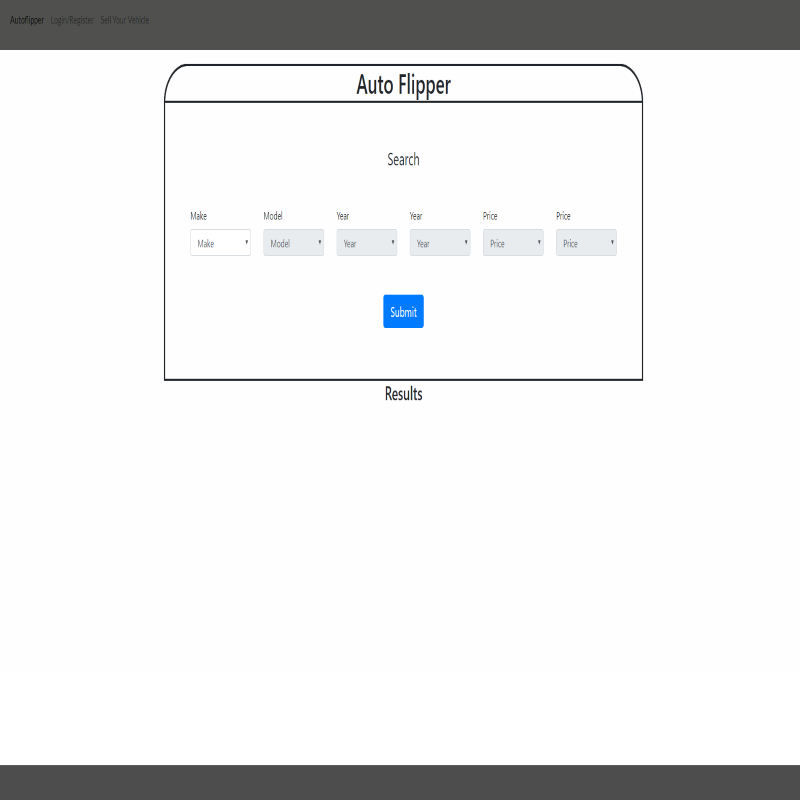 Autoflipper Login/Register Sell Your Vehicle
Auto Flipper
Search
Make Model Year Year Price Price
Make Model Year Year Price Price
Submit
Results